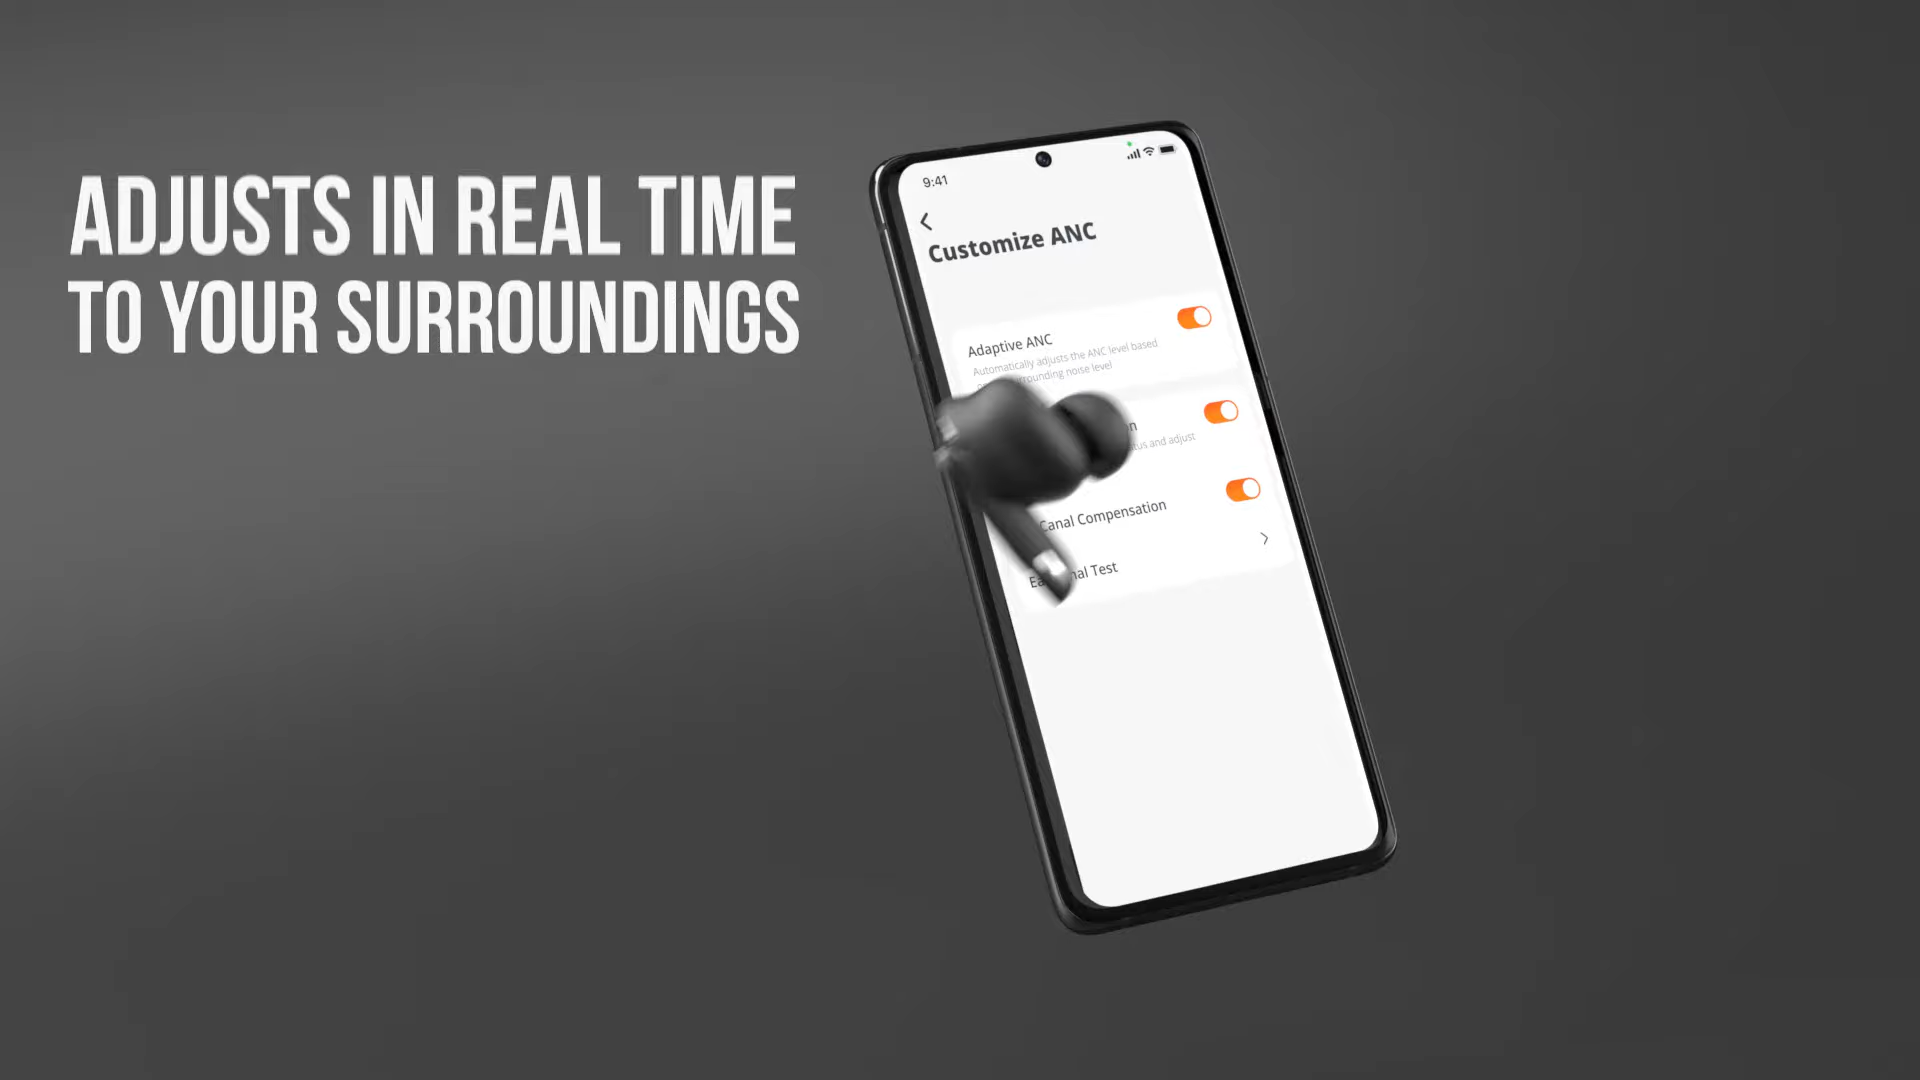 ADJUSTS IN REAL TIME
TO YOUR SURROUNDINGS
9:41
Customize ANC
Adaptive ANC
Automatically adjusts the ANC level based
surrounding noise level
and adjust
Canal Compensation
Test